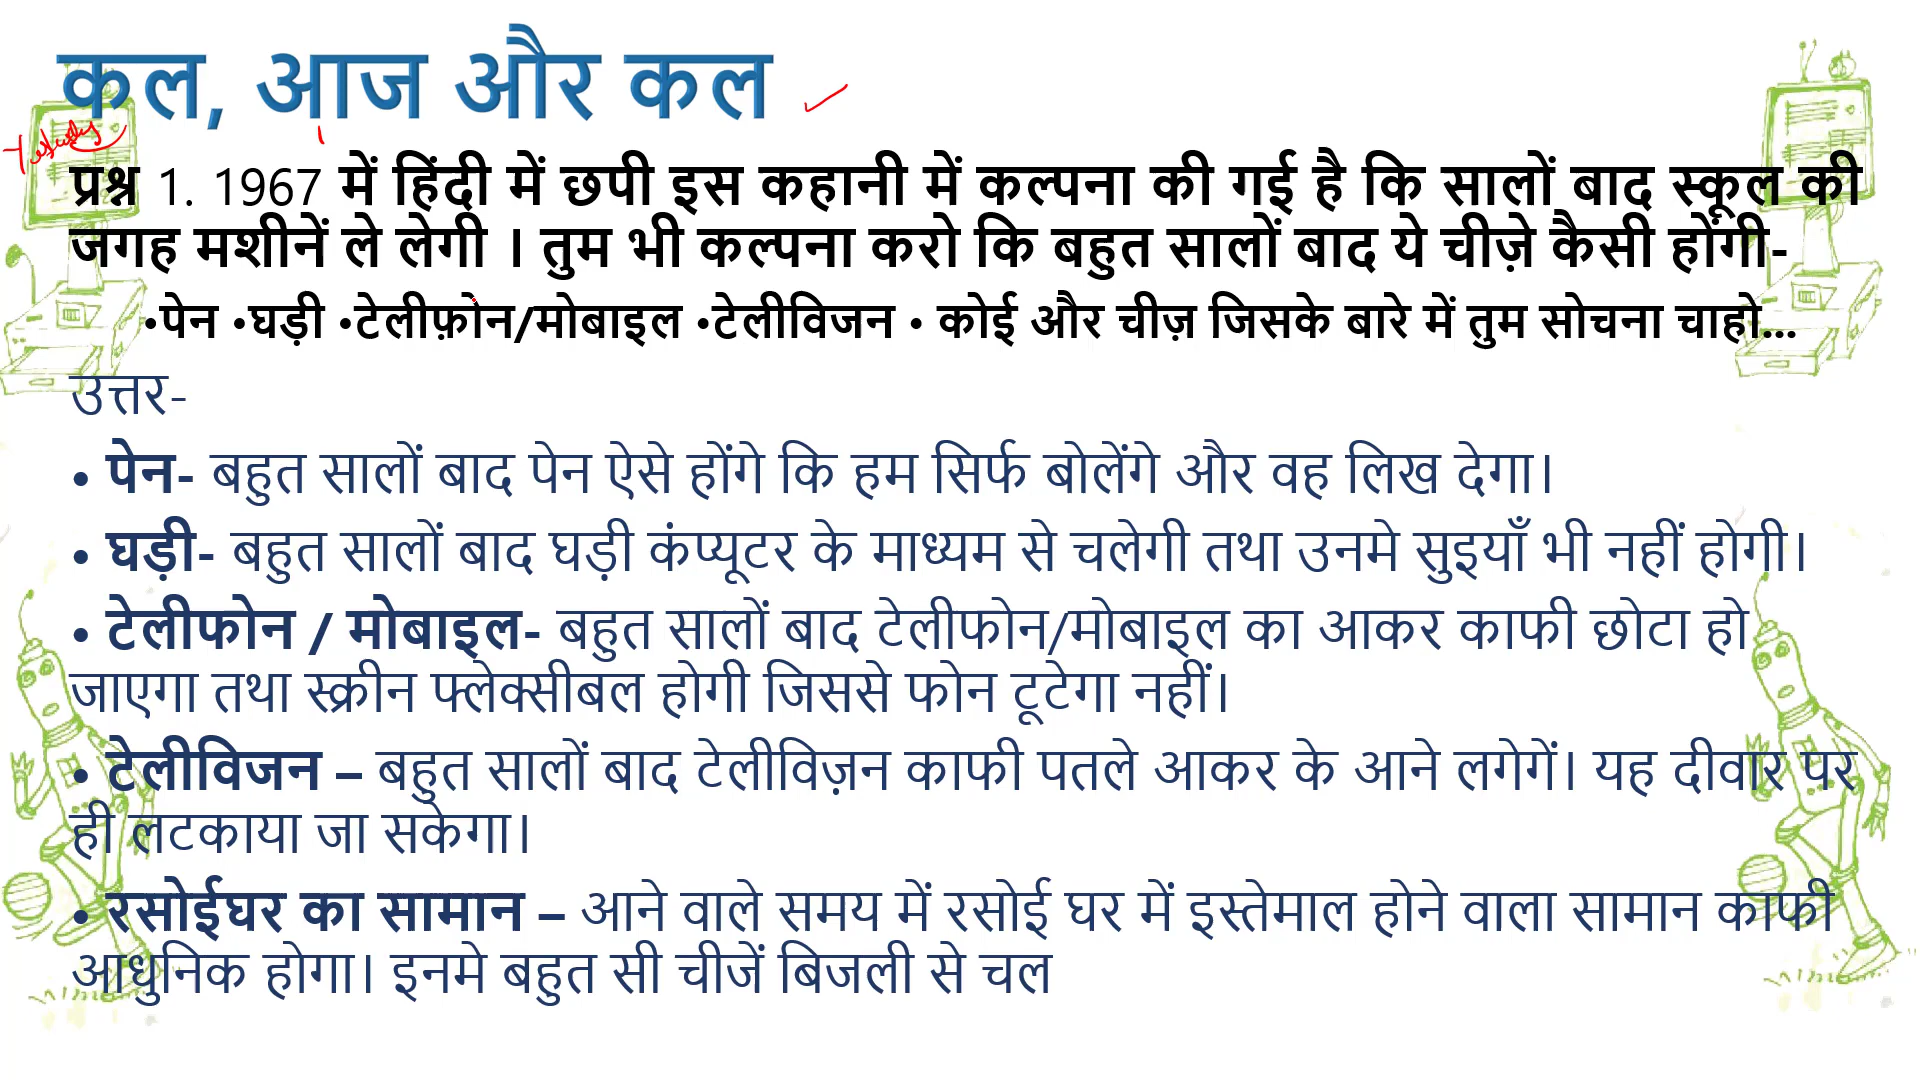 कल, आज और कल
Yesterday
प्रश्न 1. 1967 में हिंदी में छपी इस कहानी में कल्पना की गई है कि सालों बाद स्कूल की
जगह मशीनें ले लेगी । तुम भी कल्पना करो कि बहुत सालों बाद ये चीज़े कैसी होंगी-
•पेन •घड़ी •टेलीफ़ोन/मोबाइल •टेलीविजन • कोई और चीज़ जिसके बारे में तुम सोचना चाहो...
उत्तर-
• पेन- बहुत सालों बाद पेन ऐसे होंगे कि हम सिर्फ बोलेंगे और वह लिख देगा।
• घड़ी- बहुत सालों बाद घड़ी कंप्यूटर के माध्यम से चलेगी तथा उनमे सुइयाँ भी नहीं होगी।
• टेलीफोन / मोबाइल- बहुत सालों बाद टेलीफोन/मोबाइल का आकर काफी छोटा हो
जाएगा तथा स्क्रीन फ्लेक्सीबल होगी जिससे फोन टूटेगा नहीं।
• टेलीविजन – बहुत सालों बाद टेलीविज़न काफी पतले आकर के आने लगेगें। यह दीवार पर
ही लटकाया जा सकेगा।
• रसोईघर का सामान – आने वाले समय में रसोई घर में इस्तेमाल होने वाला सामान काफी
आधुनिक होगा। इनमे बहुत सी चीजें बिजली से चल